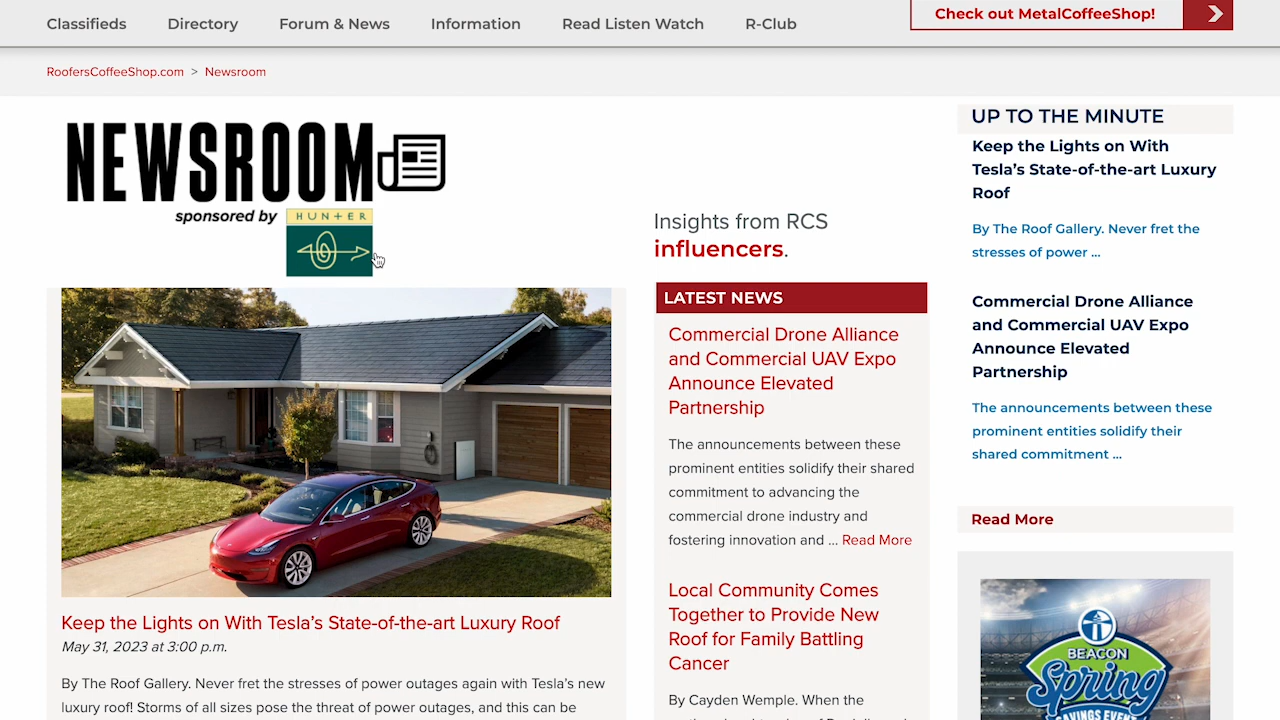 Classifieds Directory Forum & News Information Read Listen Watch R-Club
Check out MetalCoffeeShop!
RoofersCoffeeShop.com > Newsroom
NEWSROOM
sponsored by
HUNTER
Keep the Lights on With Tesla's State-of-the-art Luxury Roof
May 31, 2023 at 3:00 p.m.
By The Roof Gallery. Never fret the stresses of power outages again with Tesla's new
luxury roof! Storms of all sizes pose the threat of power outages, and this can be
Insights from RCS
influencers.
LATEST NEWS
Commercial Drone Alliance
and Commercial UAV Expo
Announce Elevated
Partnership
The announcements between these
prominent entities solidify their shared
commitment to advancing the
commercial drone industry and
fostering innovation and ... Read More
Local Community Comes
Together to Provide New
Roof for Family Battling
Cancer
By Cayden Wemple. When the
UP TO THE MINUTE
Keep the Lights on With
Tesla's State-of-the-art Luxury
Roof
By The Roof Gallery. Never fret the
stresses of power ...
Commercial Drone Alliance
and Commercial UAV Expo
Announce Elevated
Partnership
The announcements between these
prominent entities solidify their
shared commitment ...
Read More
BEACON
Spring
SAVINGS EVENT